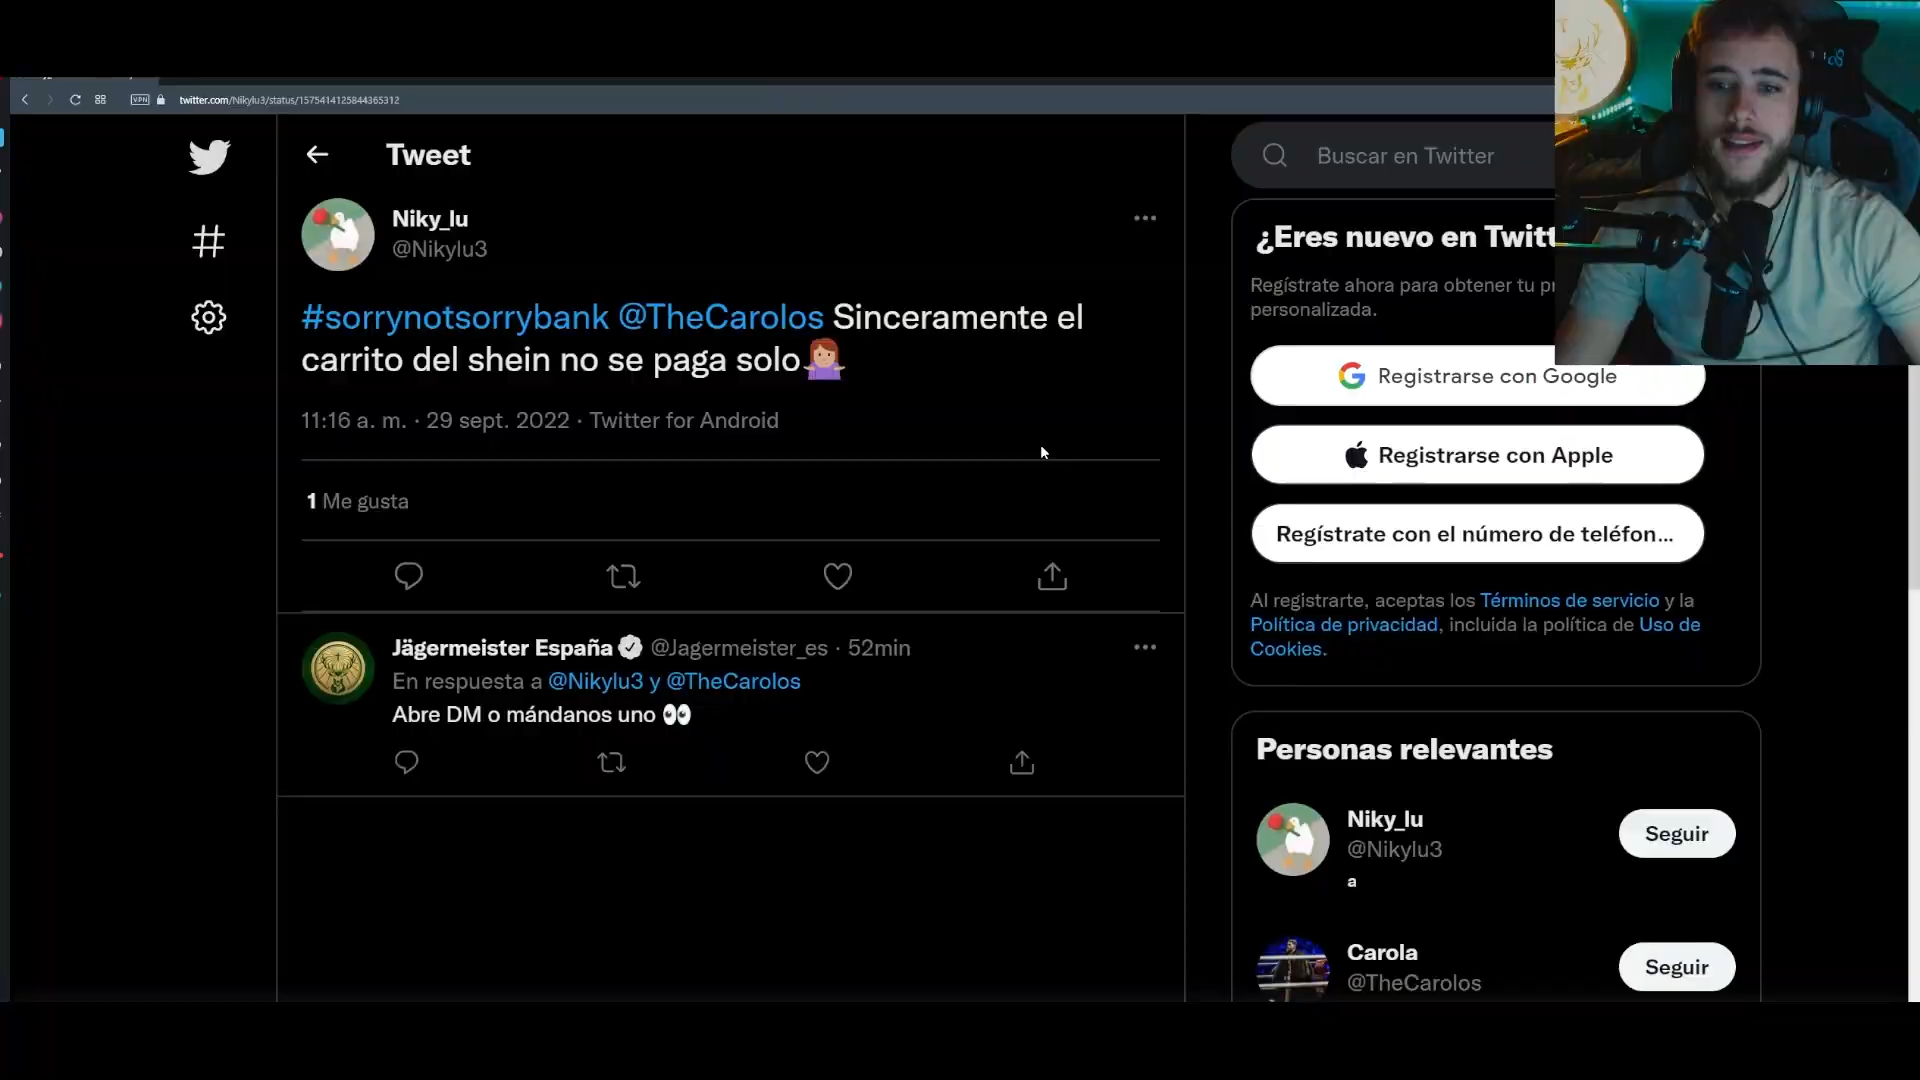 VPN twitter.com/Nikylu3/status/1575414125844365312
Tweet
Buscar en Twitter
Niky_lu
@Nikylu3
#sorrynotsorrybank @TheCarolos Sinceramente el
carrito del shein no se paga solo🤷🏽‍♀️
11:16 a. m. · 29 sept. 2022 · Twitter for Android
1 Me gusta
Jägermeister España @Jagermeister_es · 52min
En respuesta a @Nikylu3 y @TheCarolos
Abre DM o mándanos uno 👀
¿Eres nuevo en Twitt
Regístrate ahora para obtener tu pr
personalizada.
Registrarse con Google
Registrarse con Apple
Regístrate con el número de teléfon...
Al registrarte, aceptas los Términos de servicio y la
Política de privacidad, incluida la política de Uso de
Cookies.
Personas relevantes
Niky_lu
@Nikylu3
Seguir
a
Carola
@TheCarolos
Seguir